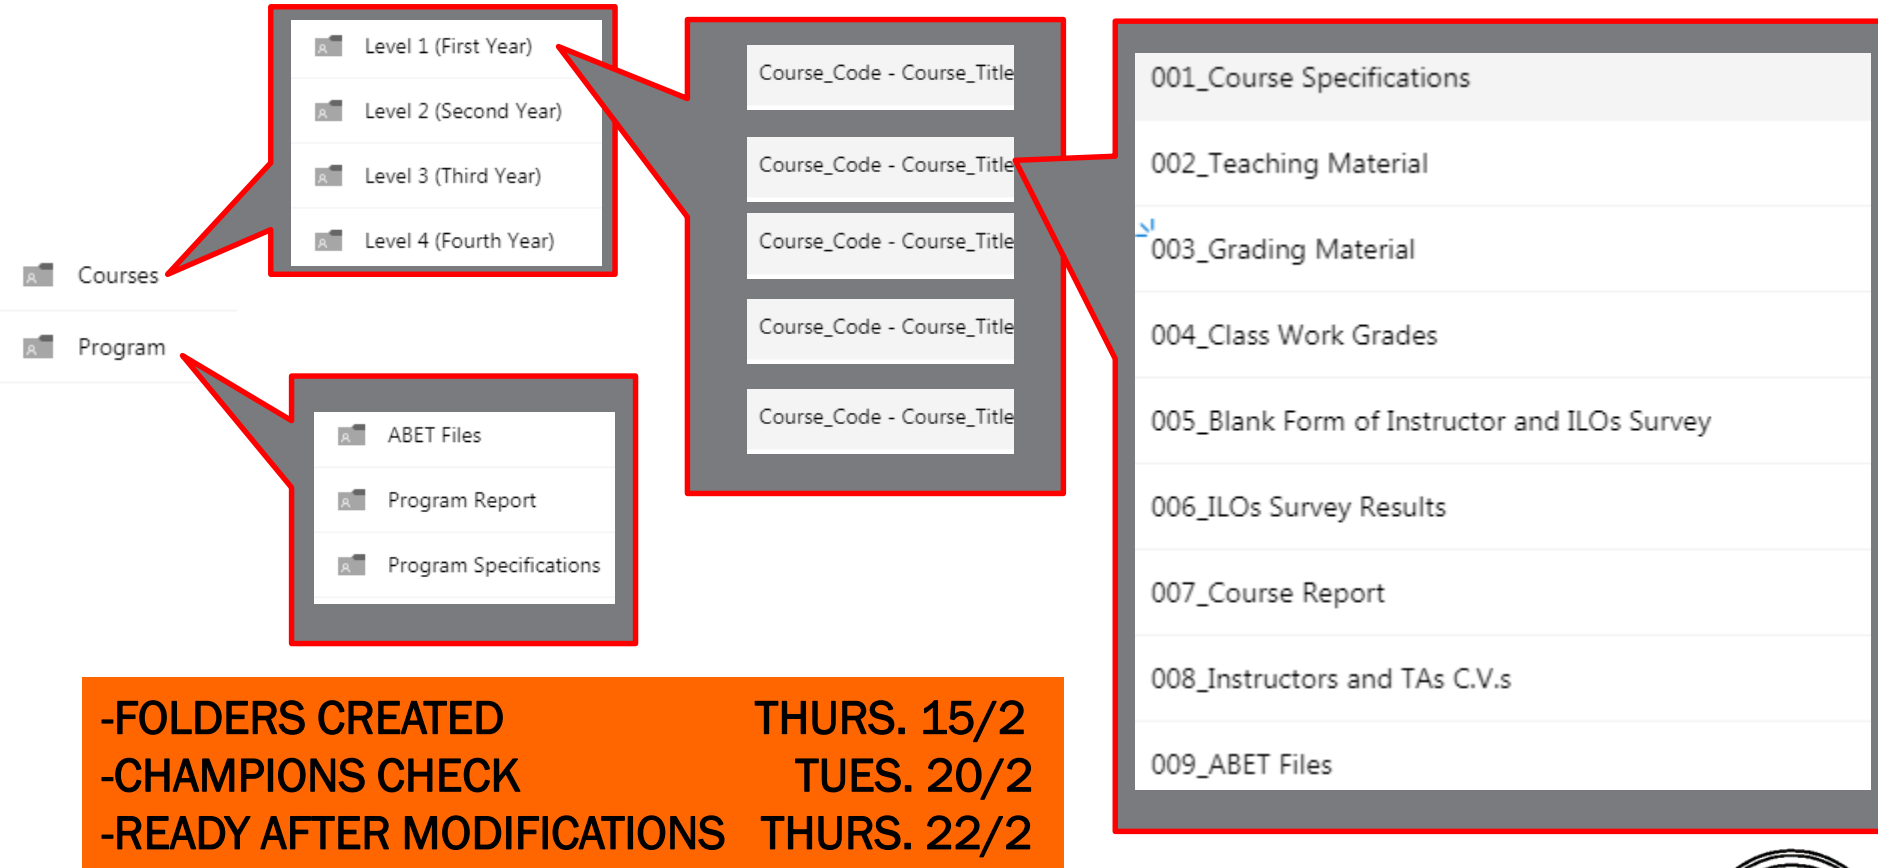 Courses
Program
Level 1 (First Year)
Level 2 (Second Year)
Level 3 (Third Year)
Level 4 (Fourth Year)
ABET Files
Program Report
Program Specifications
Course_Code - Course_Title
Course_Code - Course_Title
Course_Code - Course_Title
Course_Code - Course_Title
Course_Code - Course_Title
001_Course Specifications
002_Teaching Material
003_Grading Material
004_Class Work Grades
005_Blank Form of Instructor and ILOs Survey
006_ILOs Survey Results
007_Course Report
008_Instructors and TAs C.V.s
009_ABET Files
-FOLDERS CREATED THURS. 15/2
-CHAMPIONS CHECK TUES. 20/2
-READY AFTER MODIFICATIONS THURS. 22/2